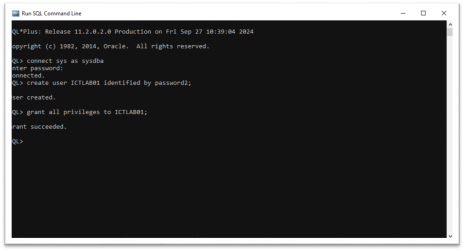 Run SQL Command Line
QL*Plus: Release 11.2.0.2.0 Production on Fri Sep 27 10:39:04 2024
opyright (c) 1982, 2014, Oracle.  All rights reserved.
QL> connect sys as sysdba
nter password:
onnected.
QL> create user ICTLAB01 identified by password2;
ser created.
QL> grant all privileges to ICTLAB01;
rant succeeded.
QL>